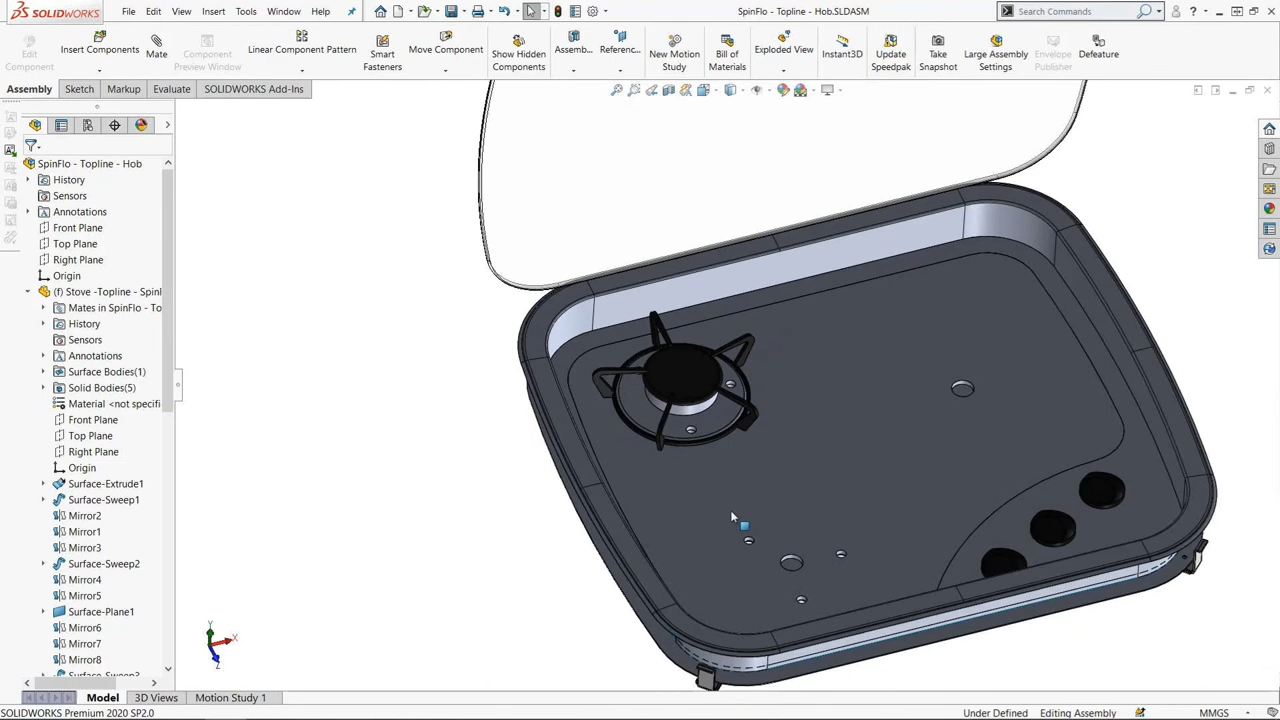 SOLIDWORKS File Edit View Insert Tools Window Help SpinFlo - Topline - Hob.SLDASM Search Commands
Edit Component Insert Components Mate Component Preview Window Linear Component Pattern Smart Fasteners Move Component Show Hidden Components Assemb... Referenc... New Motion Study Bill of Materials Exploded View Instant3D Update Speedpak Take Snapshot Large Assembly Settings Envelope Publisher Defeature
Assembly Sketch Markup Evaluate SOLIDWORKS Add-Ins
SpinFlo - Topline - Hob
History
Sensors
Annotations
Front Plane
Top Plane
Right Plane
Origin
(f) Stove -Topline - Spinl
Mates in SpinFlo - To
History
Sensors
Annotations
Surface Bodies(1)
Solid Bodies(5)
Material <not specifi
Front Plane
Top Plane
Right Plane
Origin
Surface-Extrude1
Surface-Sweep1
Mirror2
Mirror1
Mirror3
Surface-Sweep2
Mirror4
Mirror5
Surface-Plane1
Mirror6
Mirror7
Mirror8
Y X Z
Model 3D Views Motion Study 1
SOLIDWORKS Premium 2020 SP2.0 Under Defined Editing Assembly MMGS